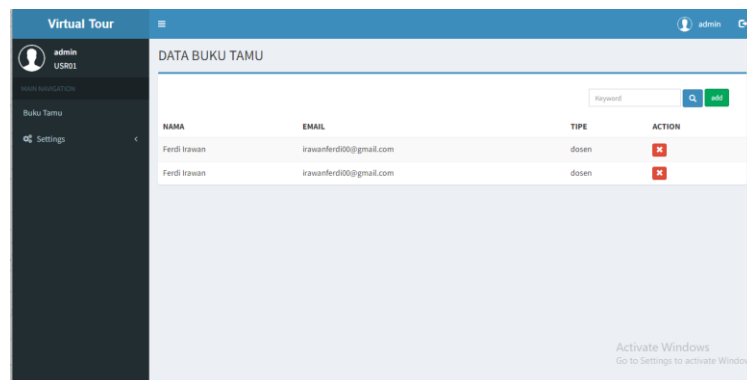 Virtual Tour
admin
admin
USR01
DATA BUKU TAMU
MAIN NAVIGATION
Buku Tamu
Settings
Keyword
add
NAMA EMAIL TIPE ACTION
Ferdi Irawan irawanferdi00@gmail.com dosen
Ferdi Irawan irawanferdi00@gmail.com dosen
Activate Windows
Go to Settings to activate Window